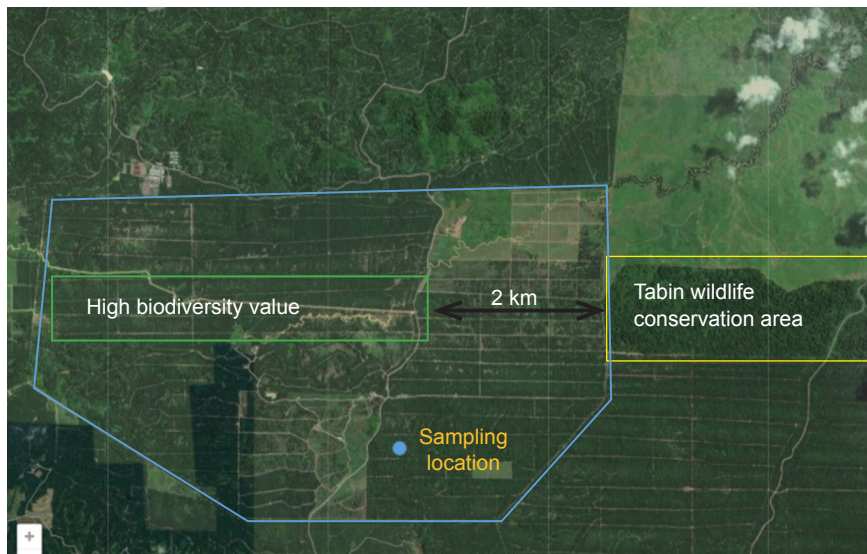 High biodiversity value
2 km
Tabin wildlife
conservation area
Sampling
location
+